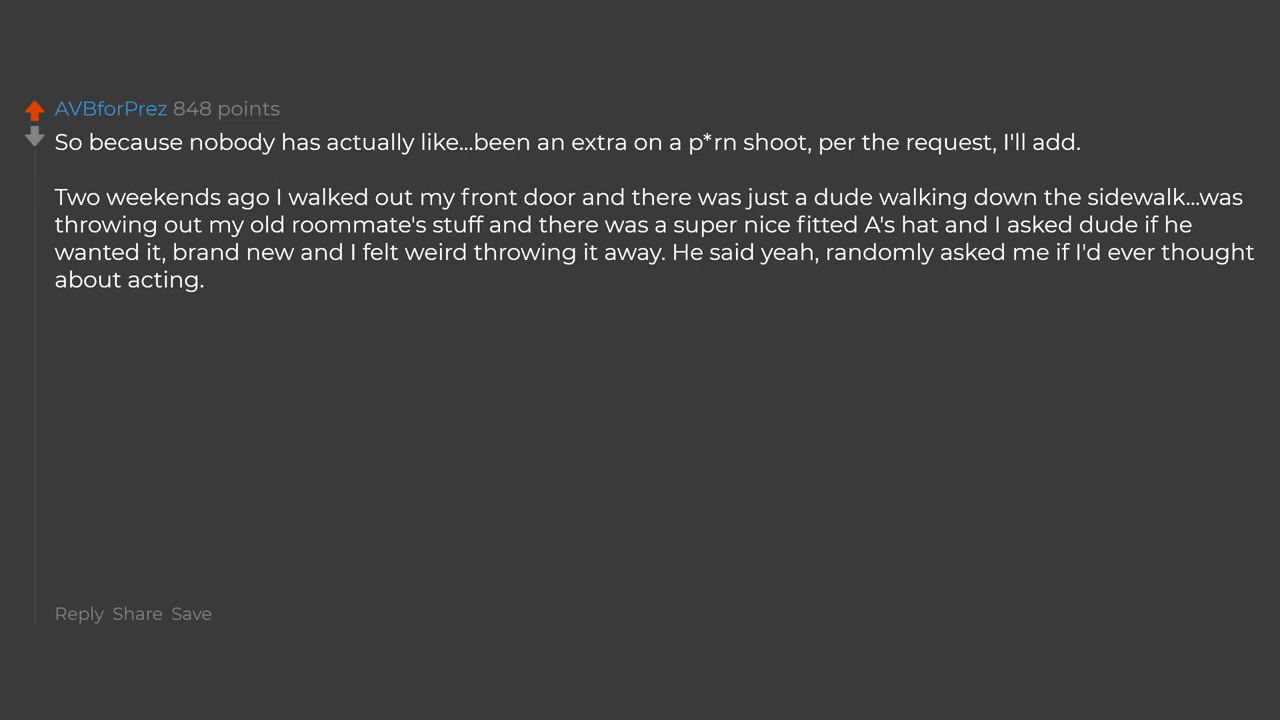 AVBforPrez 848 points
So because nobody has actually like...been an extra on a p*rn shoot, per the request, I'll add.
Two weekends ago I walked out my front door and there was just a dude walking down the sidewalk...was
throwing out my old roommate's stuff and there was a super nice fitted A's hat and I asked dude if he
wanted it, brand new and I felt weird throwing it away. He said yeah, randomly asked me if I'd ever thought
about acting.
Reply Share Save